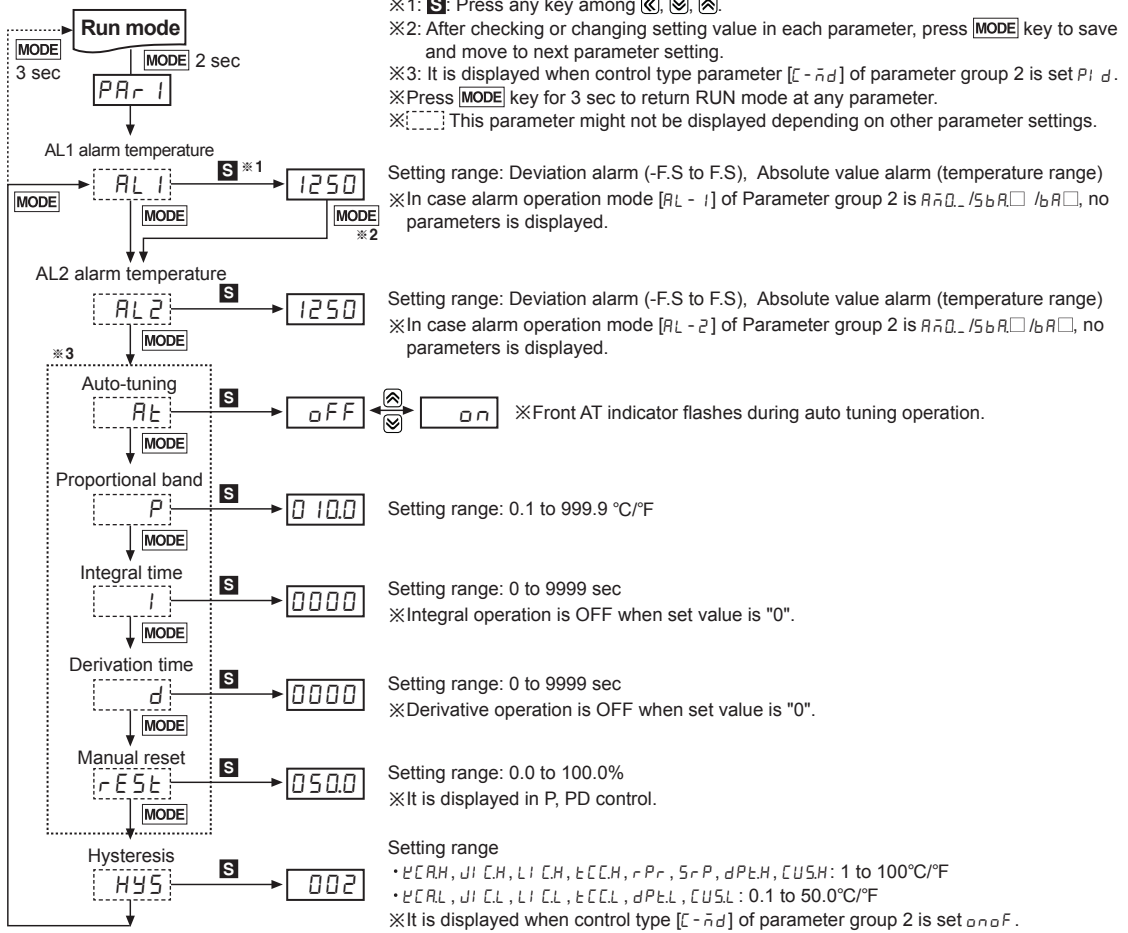 ※1: S: Press any key among «, , .
Run mode
※2: After checking or changing setting value in each parameter, press MODE key to save
and move to next parameter setting.
MODE
3 sec
MODE 2 sec
※3: It is displayed when control type parameter [C-ñd] of parameter group 2 is set PI d.
PAr 1
※Press MODE key for 3 sec to return RUN mode at any parameter.
※[ ] This parameter might not be displayed depending on other parameter settings.
AL1 alarm temperature
S ※1
AL 1
1250
Setting range: Deviation alarm (-F.S to F.S), Absolute value alarm (temperature range)
MODE
MODE
MODE
※2
※In case alarm operation mode [AL-1] of Parameter group 2 is Añ0._ /SbA.□ /bA□, no
parameters is displayed.
AL2 alarm temperature
S
AL2
1250
Setting range: Deviation alarm (-F.S to F.S), Absolute value alarm (temperature range)
MODE
※In case alarm operation mode [AL-2] of Parameter group 2 is Añ0._ /SbA.□ /bA□, no
parameters is displayed.
※3
Auto-tuning
S
At
oFF
on
※Front AT indicator flashes during auto tuning operation.
MODE
Proportional band
S
P
010.0
Setting range: 0.1 to 999.9 °C/°F
MODE
Integral time
S
I
0000
Setting range: 0 to 9999 sec
※Integral operation is OFF when set value is "0".
MODE
Derivation time
S
d
0000
Setting range: 0 to 9999 sec
※Derivative operation is OFF when set value is "0".
MODE
Manual reset
S
rESt
050.0
Setting range: 0.0 to 100.0%
※It is displayed in P, PD control.
MODE
Hysteresis
S
HYS
002
Setting range
•KCA.H, JI C.H, LI C.H, tCC.H, rPr, SrP, dPt.H, CUS.H: 1 to 100°C/°F
•KCA.L, JI C.L, LI C.L, tCC.L, dPt.L, CUS.L: 0.1 to 50.0°C/°F
※It is displayed when control type [C-ñd] of parameter group 2 is set onoF.